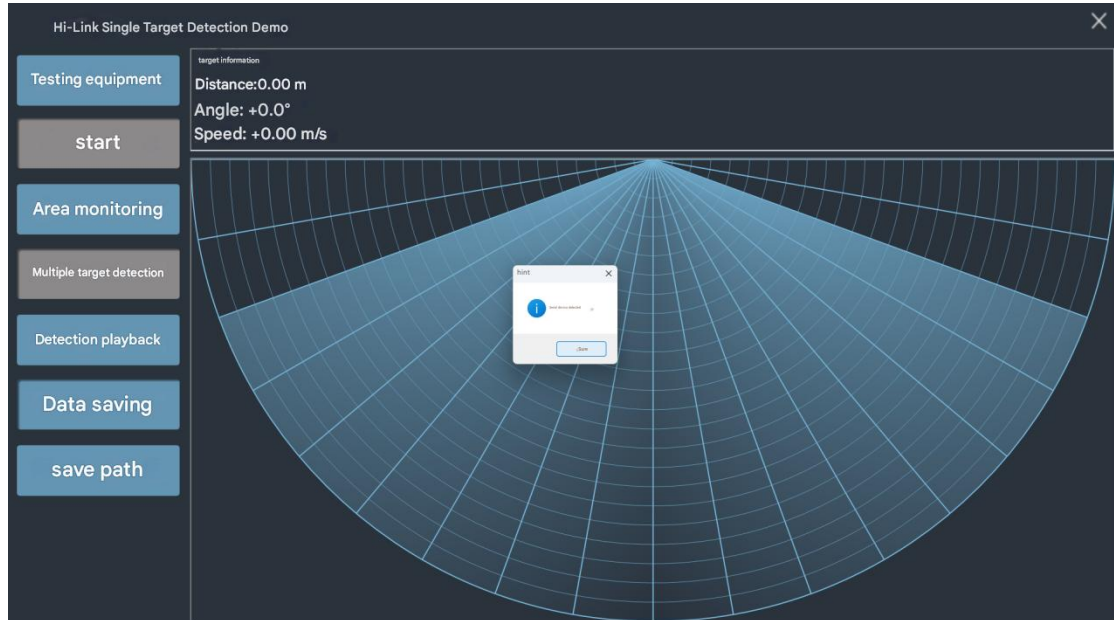 Hi-Link Single Target Detection Demo
Testing equipment
start
Area monitoring
Multiple target detection
Detection playback
Data saving
save path
target information
Distance:0.00 m
Angle: +0.0°
Speed: +0.00 m/s
hint